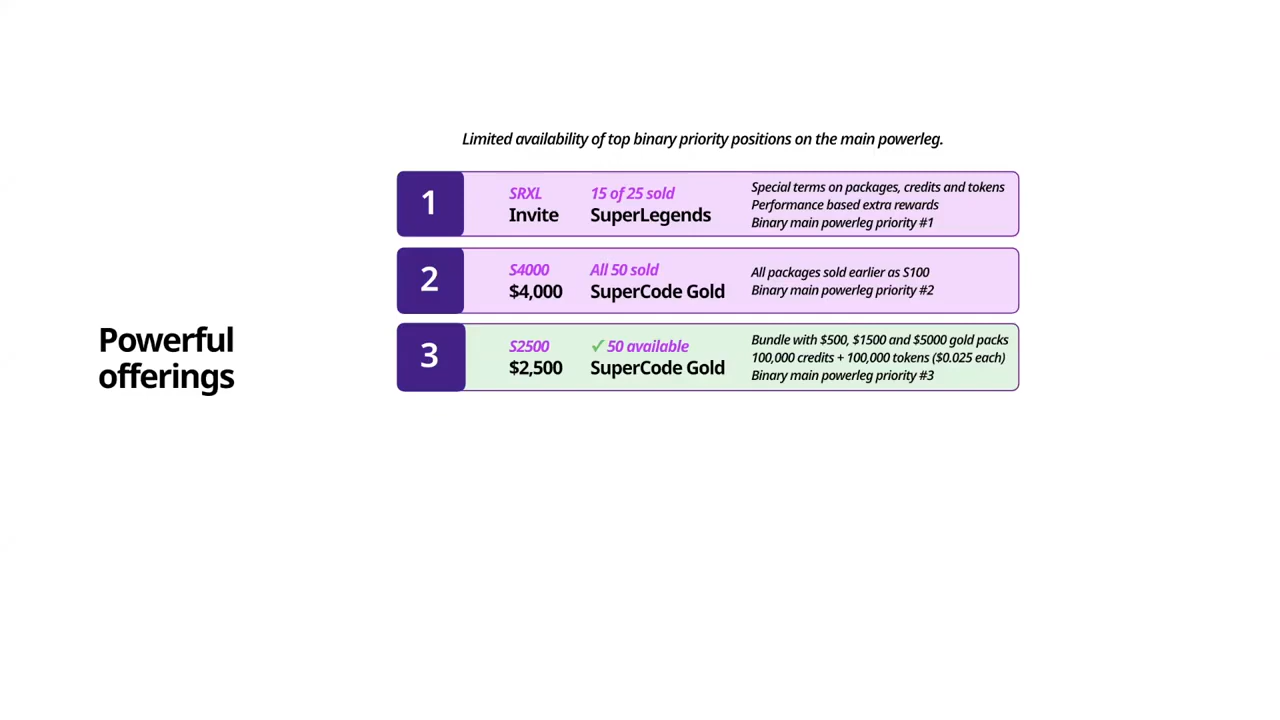 Limited availability of top binary priority positions on the main powerleg.
1
SRXL
Invite
15 of 25 sold
SuperLegends
Special terms on packages, credits and tokens
Performance based extra rewards
Binary main powerleg priority #1
2
S4000
$4,000
All 50 sold
SuperCode Gold
All packages sold earlier as S100
Binary main powerleg priority #2
Powerful
offerings
3
S2500
$2,500
✓ 50 available
SuperCode Gold
Bundle with $500, $1500 and $5000 gold packs
100,000 credits + 100,000 tokens ($0.025 each)
Binary main powerleg priority #3